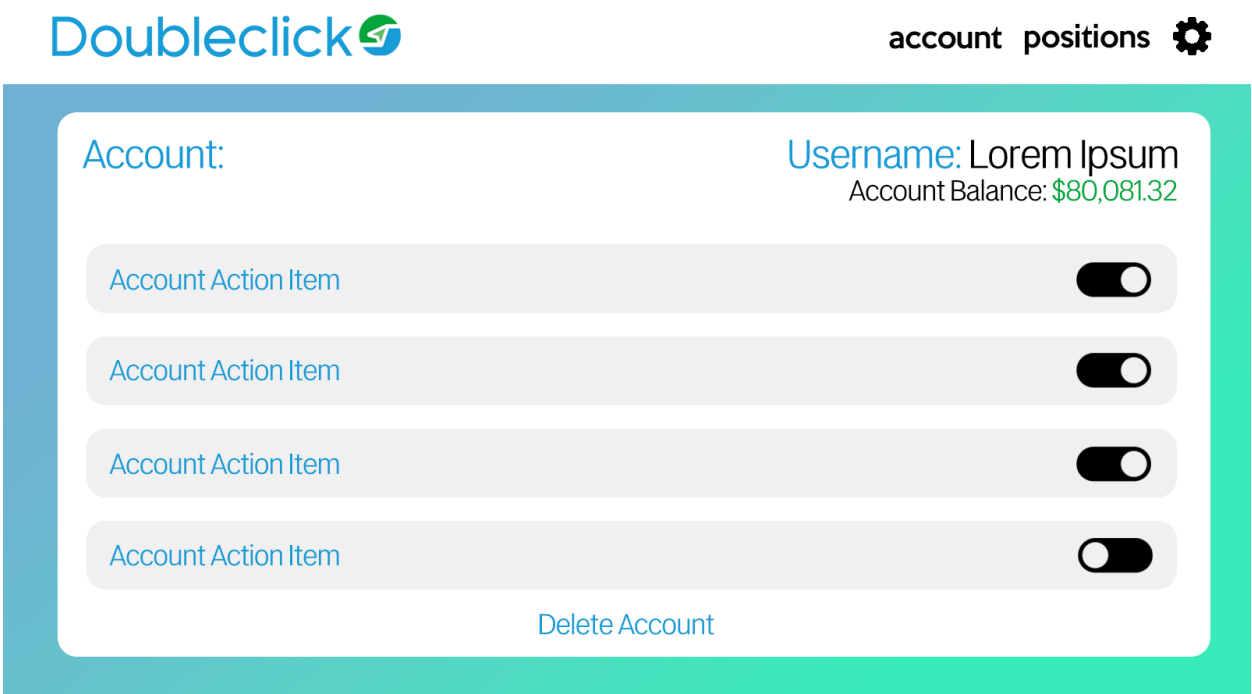 Doubleclick
account positions
Account:
Username: Lorem Ipsum
Account Balance: $80,081.32
Account Action Item
Account Action Item
Account Action Item
Account Action Item
Delete Account